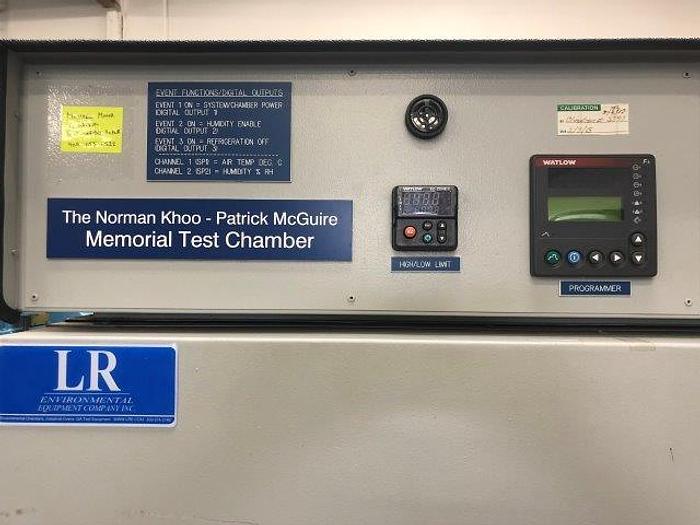 EVENT FUNCTIONS/DIGITAL OUTPUTS
EVENT 1 ON = SYSTEM/CHAMBER POWER
(DIGITAL OUTPUT 1)
EVENT 2 ON = HUMIDITY ENABLE
(DIGITIAL OUTPUT 2)
EVENT 3 ON = REFRIGERATION OFF
(DIGITAL OUTPUT 3)
CHANNEL 1 (SP1) = AIR TEMP DEG. C
CHANNEL 2 (SP2) = HUMIDITY % RH
CALIBRATION
The Norman Khoo - Patrick McGuire
Memorial Test Chamber
WATLOW
HIGH/LOW LIMIT
WATLOW F4
PROGRAMMER
LR
ENVIRONMENTAL
EQUIPMENT COMPANY INC.